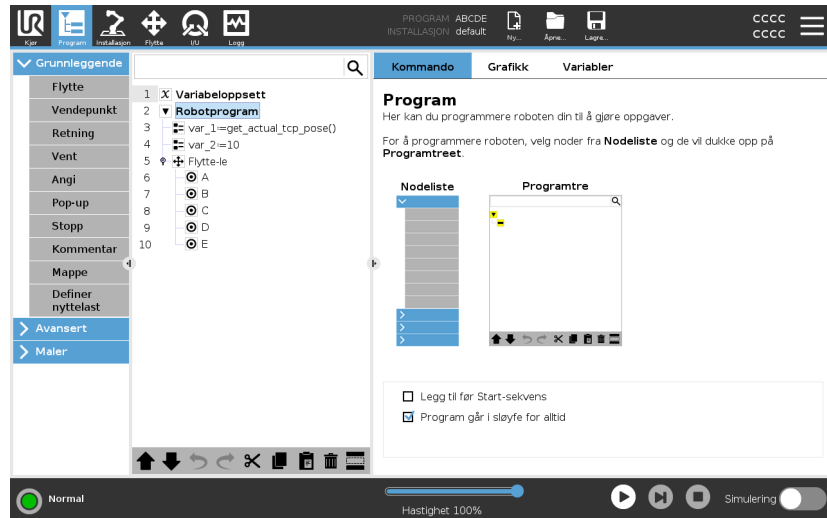 PROGRAM ABCDE
INSTALLASJON default
cccc
cccc
Kjør Program Installasjon Flytte I/U Logg
Ny... Åpne... Lagre...
Grunnleggende
Flytte
Vendepunkt
Retning
Vent
Angi
Pop-up
Stopp
Kommentar
Mappe
Definer
nyttelast
Avansert
Maler
1 X Variabeloppsett
2 Robotprogram
3 var_1:=get_actual_tcp_pose()
4 var_2:=10
5 Flytte-le
6 A
7 B
8 C
9 D
10 E
Kommando Grafikk Variabler
Program
Her kan du programmere roboten din til å gjøre oppgaver.
For å programmere roboten, velg noder fra Nodeliste og de vil dukke opp på
Programtreet.
Nodeliste Programtre
Legg til før Start-sekvens
Program går i sløyfe for alltid
Normal
Hastighet 100%
Simulering